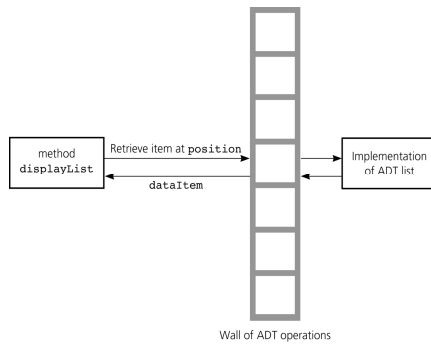 method
displayList
Retrieve item at position
dataItem
Implementation
of ADT list
Wall of ADT operations